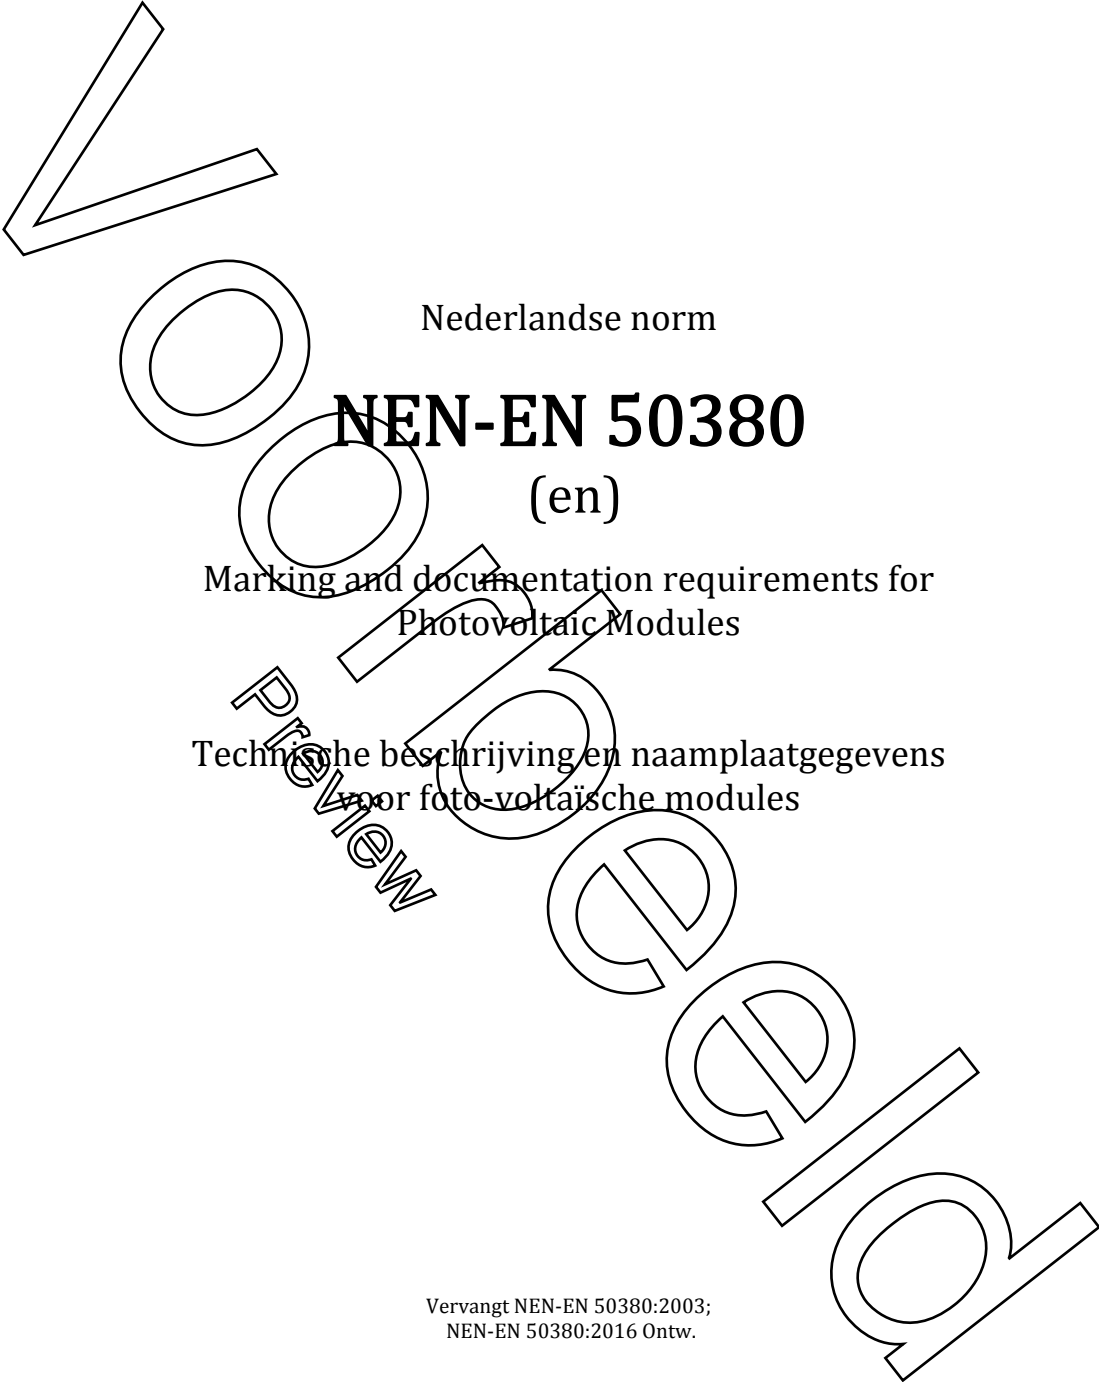 Nederlandse norm
NEN-EN 50380
(en)
Marking and documentation requirements for
Photovoltaic Modules
Technische beschrijving en naamplaatgegevens
voor foto-voltaïsche modules
Voorbeeld
Preview
Vervangt NEN-EN 50380:2003;
NEN-EN 50380:2016 Ontw.